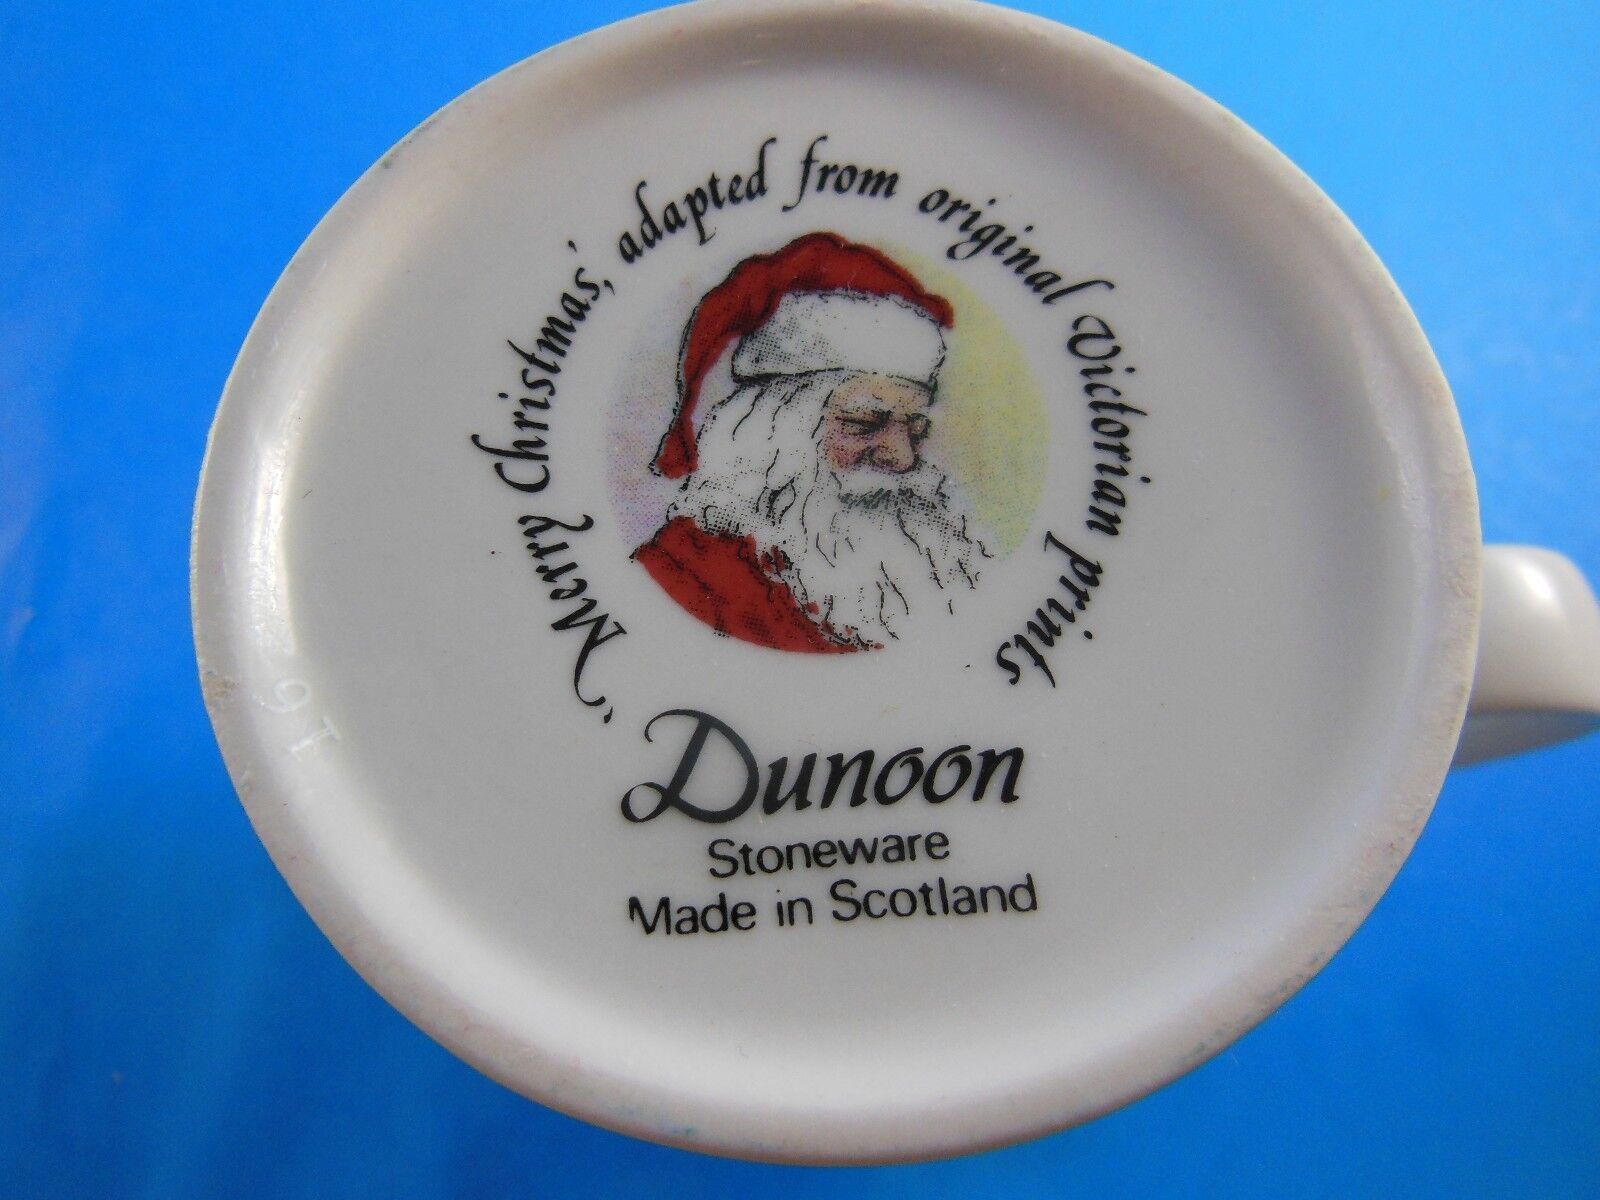 'Merry Christmas', adapted from original Victorian prints
Dunoon
Stoneware
Made in Scotland
16